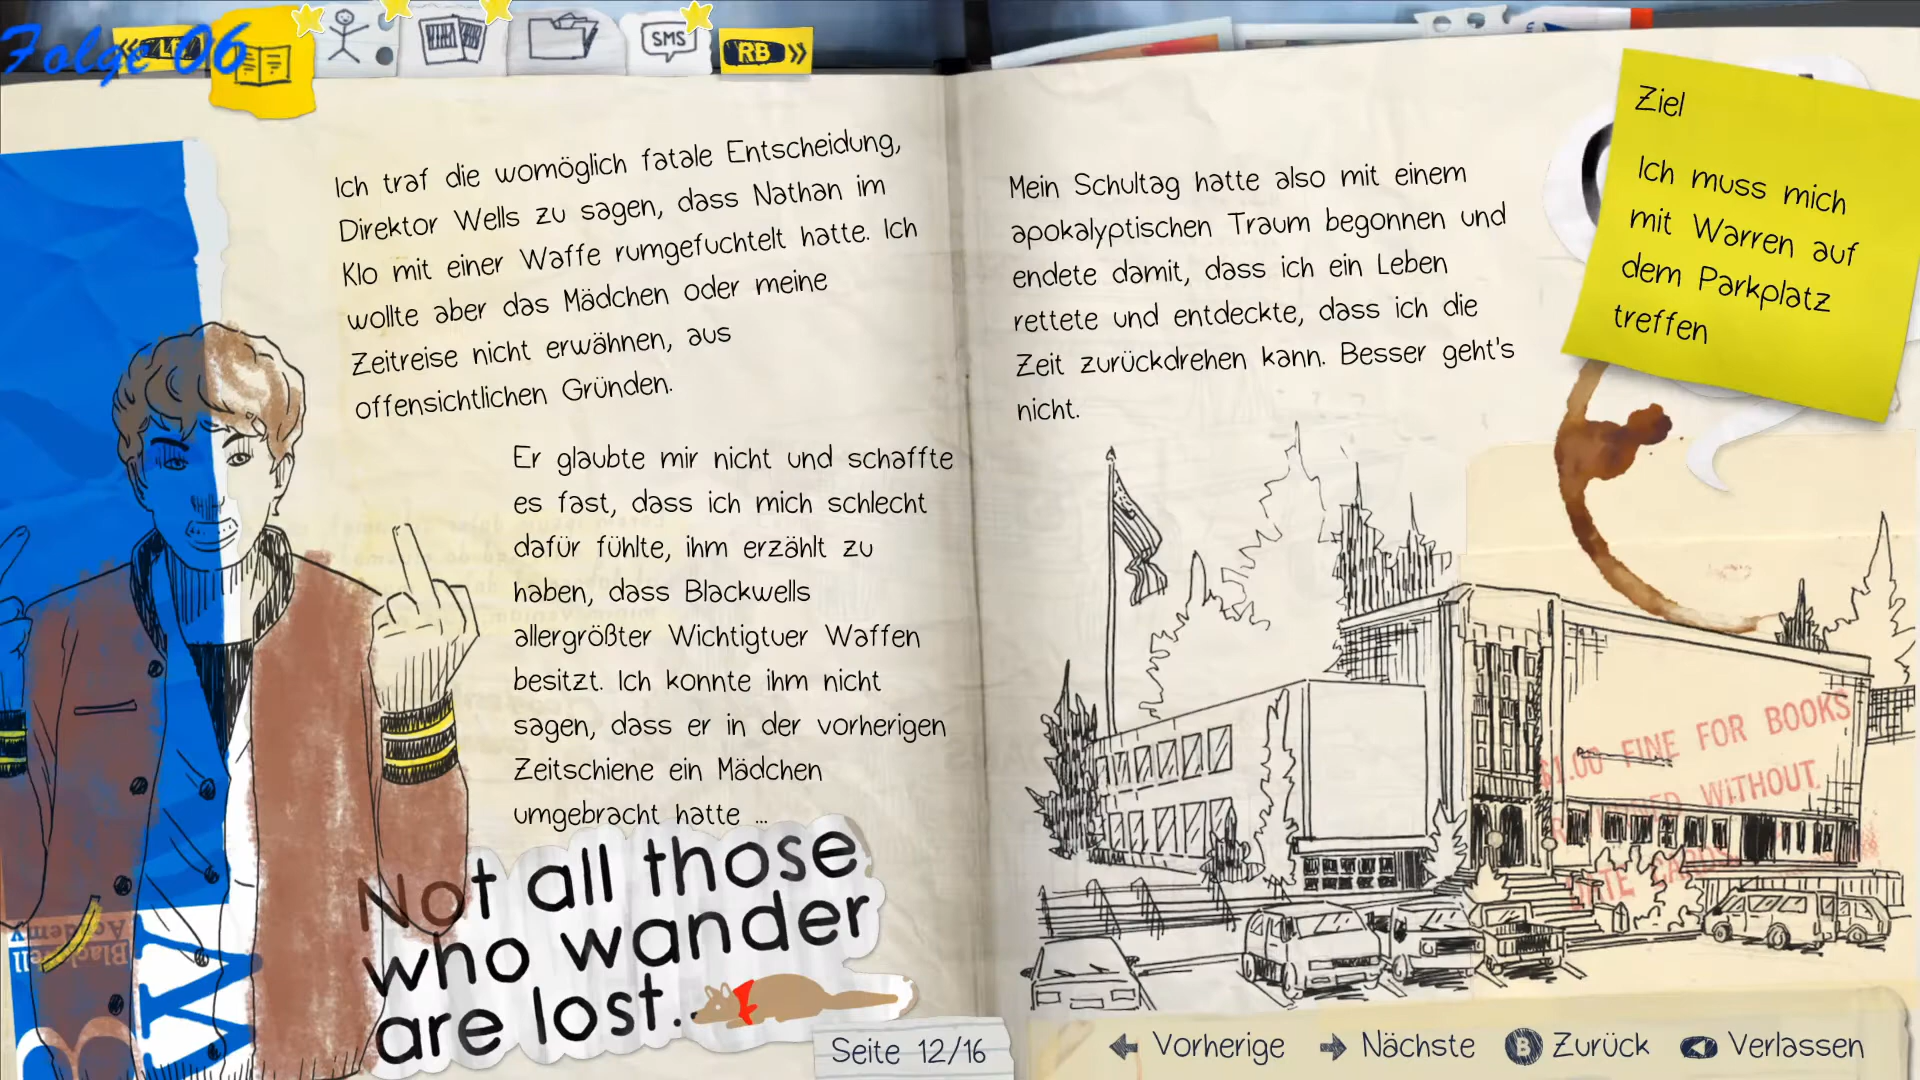 Folge 06
SMS
RB
Ich traf die womöglich fatale Entscheidung,
Direktor Wells zu sagen, dass Nathan im
Klo mit einer Waffe rumgefuchtelt hatte. Ich
wollte aber das Mädchen oder meine
Zeitreise nicht erwähnen, aus
offensichtlichen Gründen.
Er glaubte mir nicht und schaffte
es fast, dass ich mich schlecht
dafür fühlte, ihm erzählt zu
haben, dass Blackwells
allergrößter Wichtigtuer Waffen
besitzt. Ich konnte ihm nicht
sagen, dass er in der vorherigen
Zeitschiene ein Mädchen
umgebracht hatte ...
Not all those
who wander
are lost.
Blackwell
Academy
Mein Schultag hatte also mit einem
apokalyptischen Traum begonnen und
endete damit, dass ich ein Leben
rettete und entdeckte, dass ich die
Zeit zurückdrehen kann. Besser geht's
nicht.
Ziel
Ich muss mich
mit Warren auf
dem Parkplatz
treffen
$1.00 FINE FOR BOOKS
WITHOUT
DATE CARDS
Seite 12/16
Vorherige
Nächste
B Zurück
Verlassen